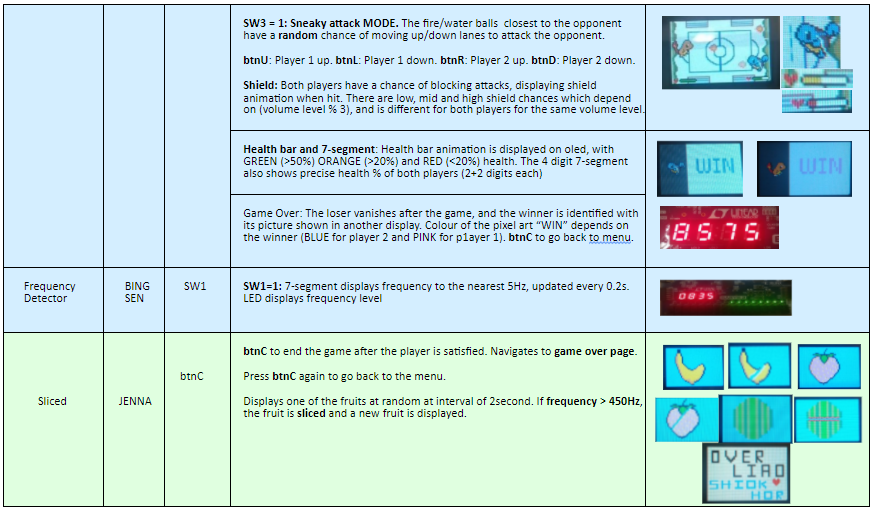 SW3 = 1: Sneaky attack MODE. The fire/water balls closest to the opponent
have a random chance of moving up/down lanes to attack the opponent.
btnU: Player 1 up. btnL: Player 1 down. btnR: Player 2 up. btnD: Player 2 down.
Shield: Both players have a chance of blocking attacks, displaying shield
animation when hit. There are low, mid and high shield chances which depend
on (volume level % 3), and is different for both players for the same volume level.
Health bar and 7-segment: Health bar animation is displayed on oled, with
GREEN (>50%) ORANGE (>20%) and RED (<20%) health. The 4 digit 7-segment
also shows precise health % of both players (2+2 digits each)
WIN
WIN
Game Over: The loser vanishes after the game, and the winner is identified with
its picture shown in another display. Colour of the pixel art “WIN” depends on
the winner (BLUE for player 2 and PINK for p1ayer 1). btnC to go back to menu.
LT LINEAR
8575
Frequency
Detector
BING
SEN
SW1
SW1=1: 7-segment displays frequency to the nearest 5Hz, updated every 0.2s.
LED displays frequency level
0835
Sliced
JENNA
btnC
btnC to end the game after the player is satisfied. Navigates to game over page.
Press btnC again to go back to the menu.
Displays one of the fruits at random at interval of 2second. If frequency > 450Hz,
the fruit is sliced and a new fruit is displayed.
OVER
LIAO
SHIOK
HOR